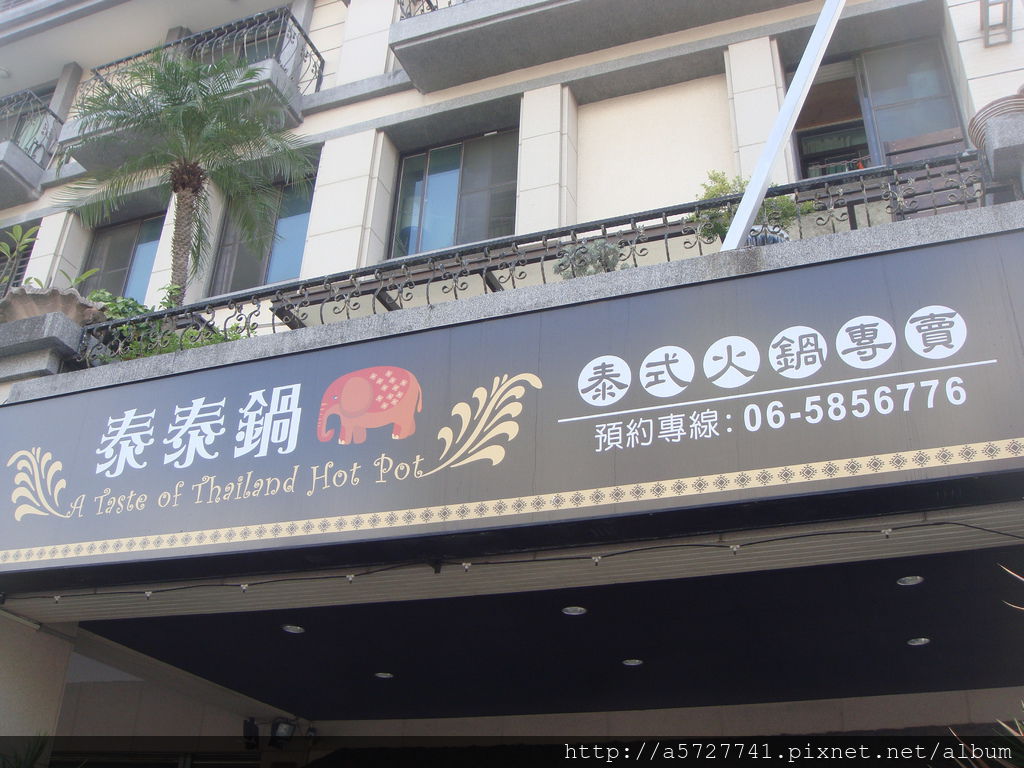 泰泰鍋
A Taste of Thailand Hot Pot
泰式火鍋專賣
預約專線：06-5856776
http://a5727741.pixnet.net/album